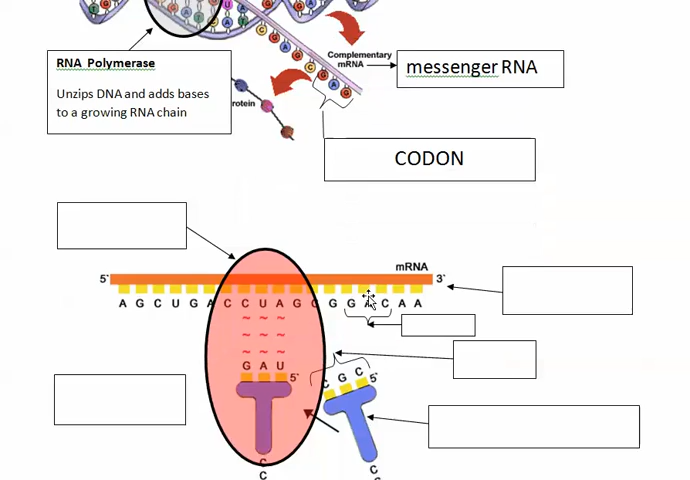 RNA Polymerase
Unzips DNA and adds bases
to a growing RNA chain
Complementary
mRNA
messenger RNA
rotein
CODON
mRNA
5'
3'
A G C U G A C C U A G C G G A C A A
G A U
5'
C G C
5'
C
C
C
C